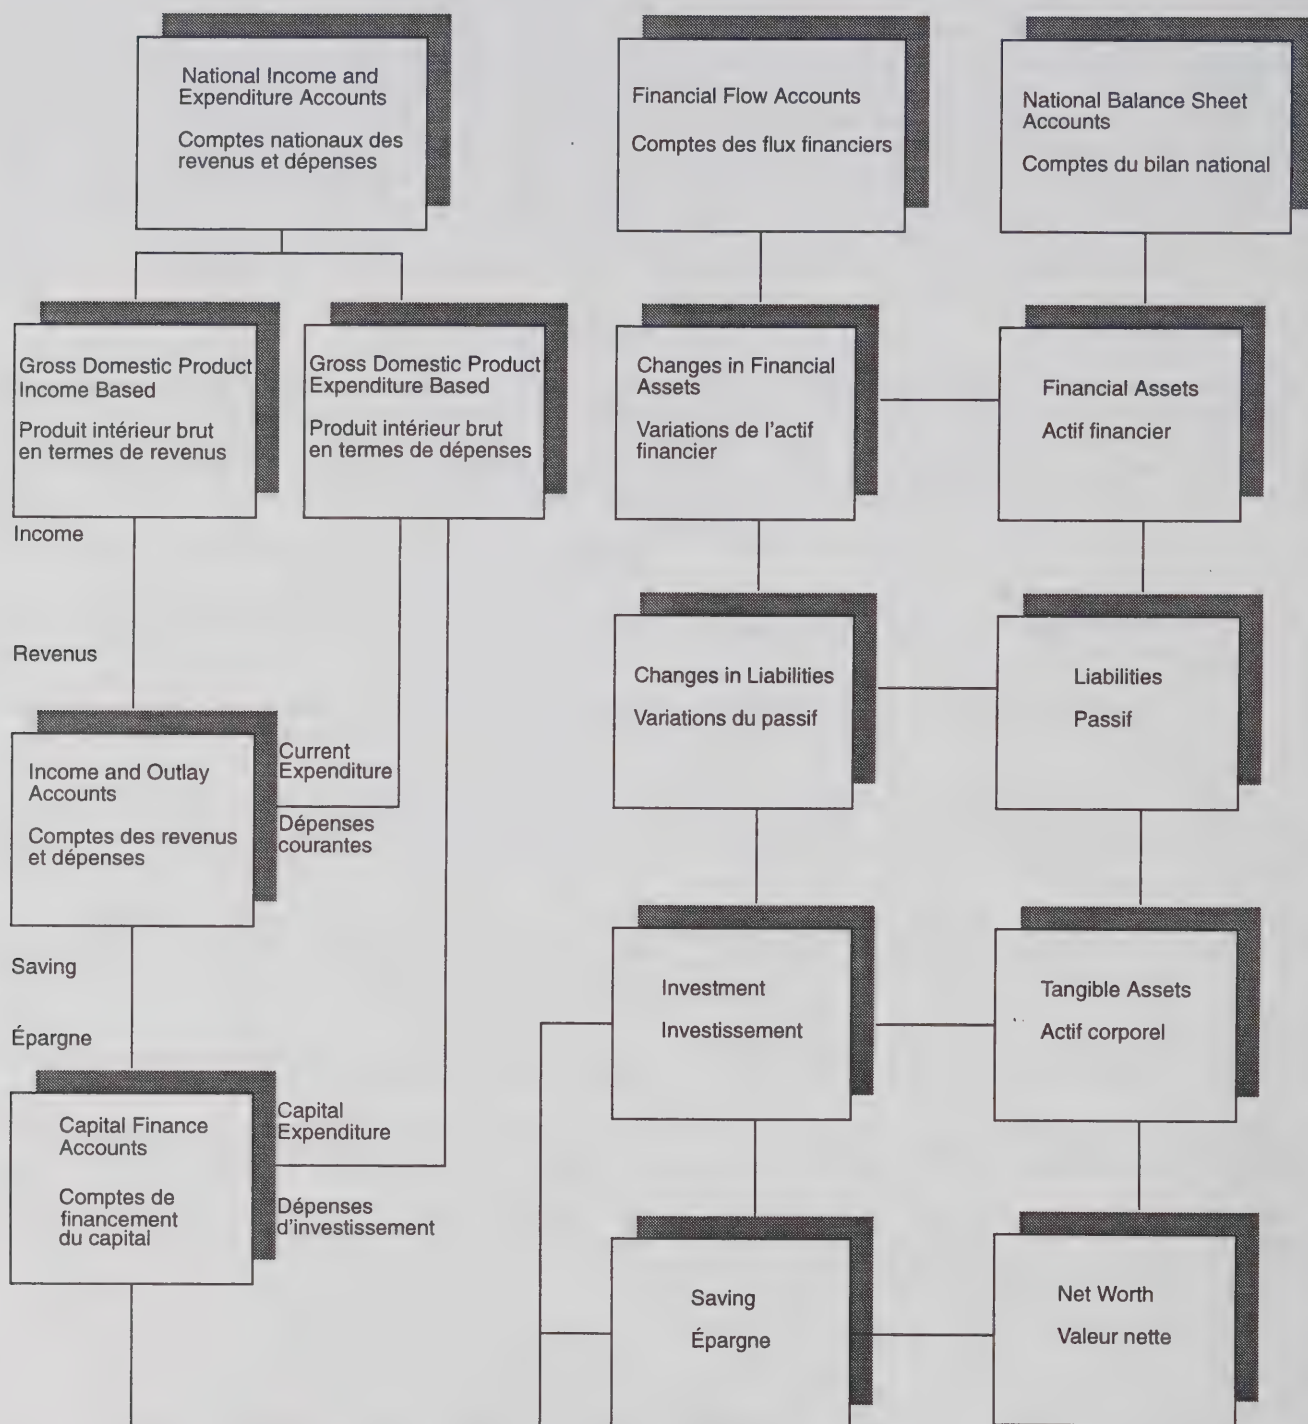 National Income and
Expenditure Accounts
Comptes nationaux des
revenus et dépenses
Financial Flow Accounts
Comptes des flux financiers
National Balance Sheet
Accounts
Comptes du bilan national
Gross Domestic Product
Income Based
Produit intérieur brut
en termes de revenus
Gross Domestic Product
Expenditure Based
Produit intérieur brut
en termes de dépenses
Changes in Financial
Assets
Variations de l'actif
financier
Financial Assets
Actif financier
Income
Revenus
Changes in Liabilities
Variations du passif
Liabilities
Passif
Income and Outlay
Accounts
Comptes des revenus
et dépenses
Current
Expenditure
Dépenses
courantes
Saving
Épargne
Investment
Investissement
Tangible Assets
Actif corporel
Capital Finance
Accounts
Comptes de
financement
du capital
Capital
Expenditure
Dépenses
d'investissement
Saving
Épargne
Net Worth
Valeur nette